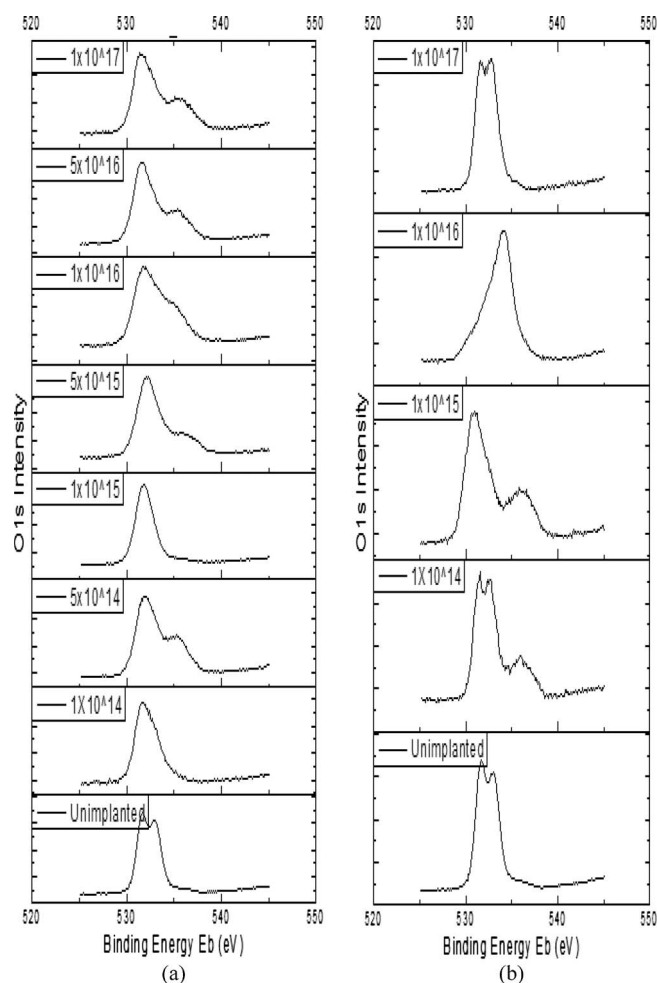 520 530 540 550
1x10^17
5x10^16
1x10^16
5x10^15
1x10^15
5x10^14
1X10^14
Unimplanted
O1s Intensity
520 530 540 550
Binding Energy Eb (eV)
(a)
520 530 540 550
1x10^17
1x10^16
1x10^15
1X10^14
Unimplanted
O1s Intensity
520 530 540 550
Binding Energy Eb (eV)
(b)